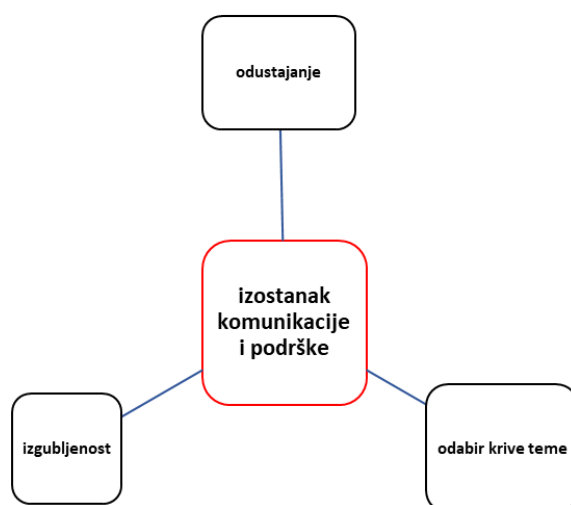 odustajanje
izostanak
komunikacije
i podrške
izgubljenost
odabir krive teme